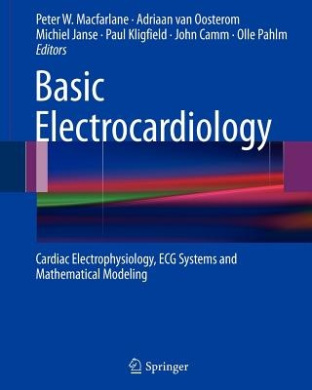 Peter W. Macfarlane · Adriaan van Oosterom
Michiel Janse · Paul Kligfield · John Camm · Olle Pahlm
Editors
Basic
Electrocardiology
Cardiac Electrophysiology, ECG Systems and
Mathematical Modeling
Springer